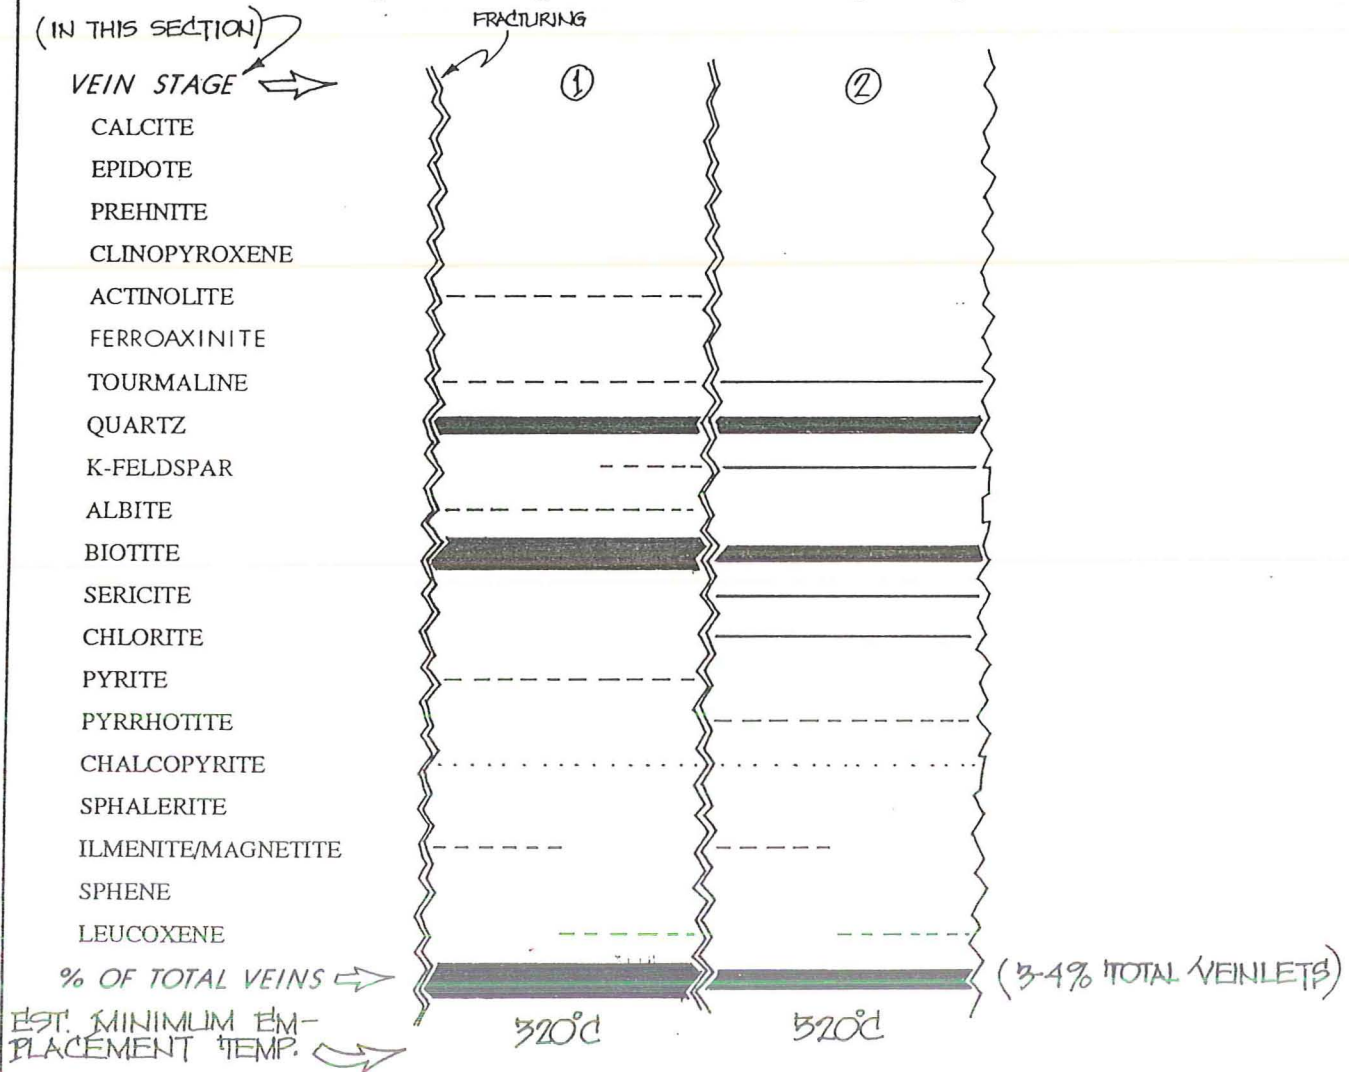 (IN THIS SECTION)
FRACTURING
VEIN STAGE
1
2
CALCITE
EPIDOTE
PREHNITE
CLINOPYROXENE
ACTINOLITE
FERROAXINITE
TOURMALINE
QUARTZ
K-FELDSPAR
ALBITE
BIOTITE
SERICITE
CHLORITE
PYRITE
PYRRHOTITE
CHALCOPYRITE
SPHALERITE
ILMENITE/MAGNETITE
SPHENE
LEUCOXENE
% OF TOTAL VEINS
(3-4% TOTAL VEINLETS)
EST. MINIMUM EM-
PLACEMENT TEMP.
320°C
320°C